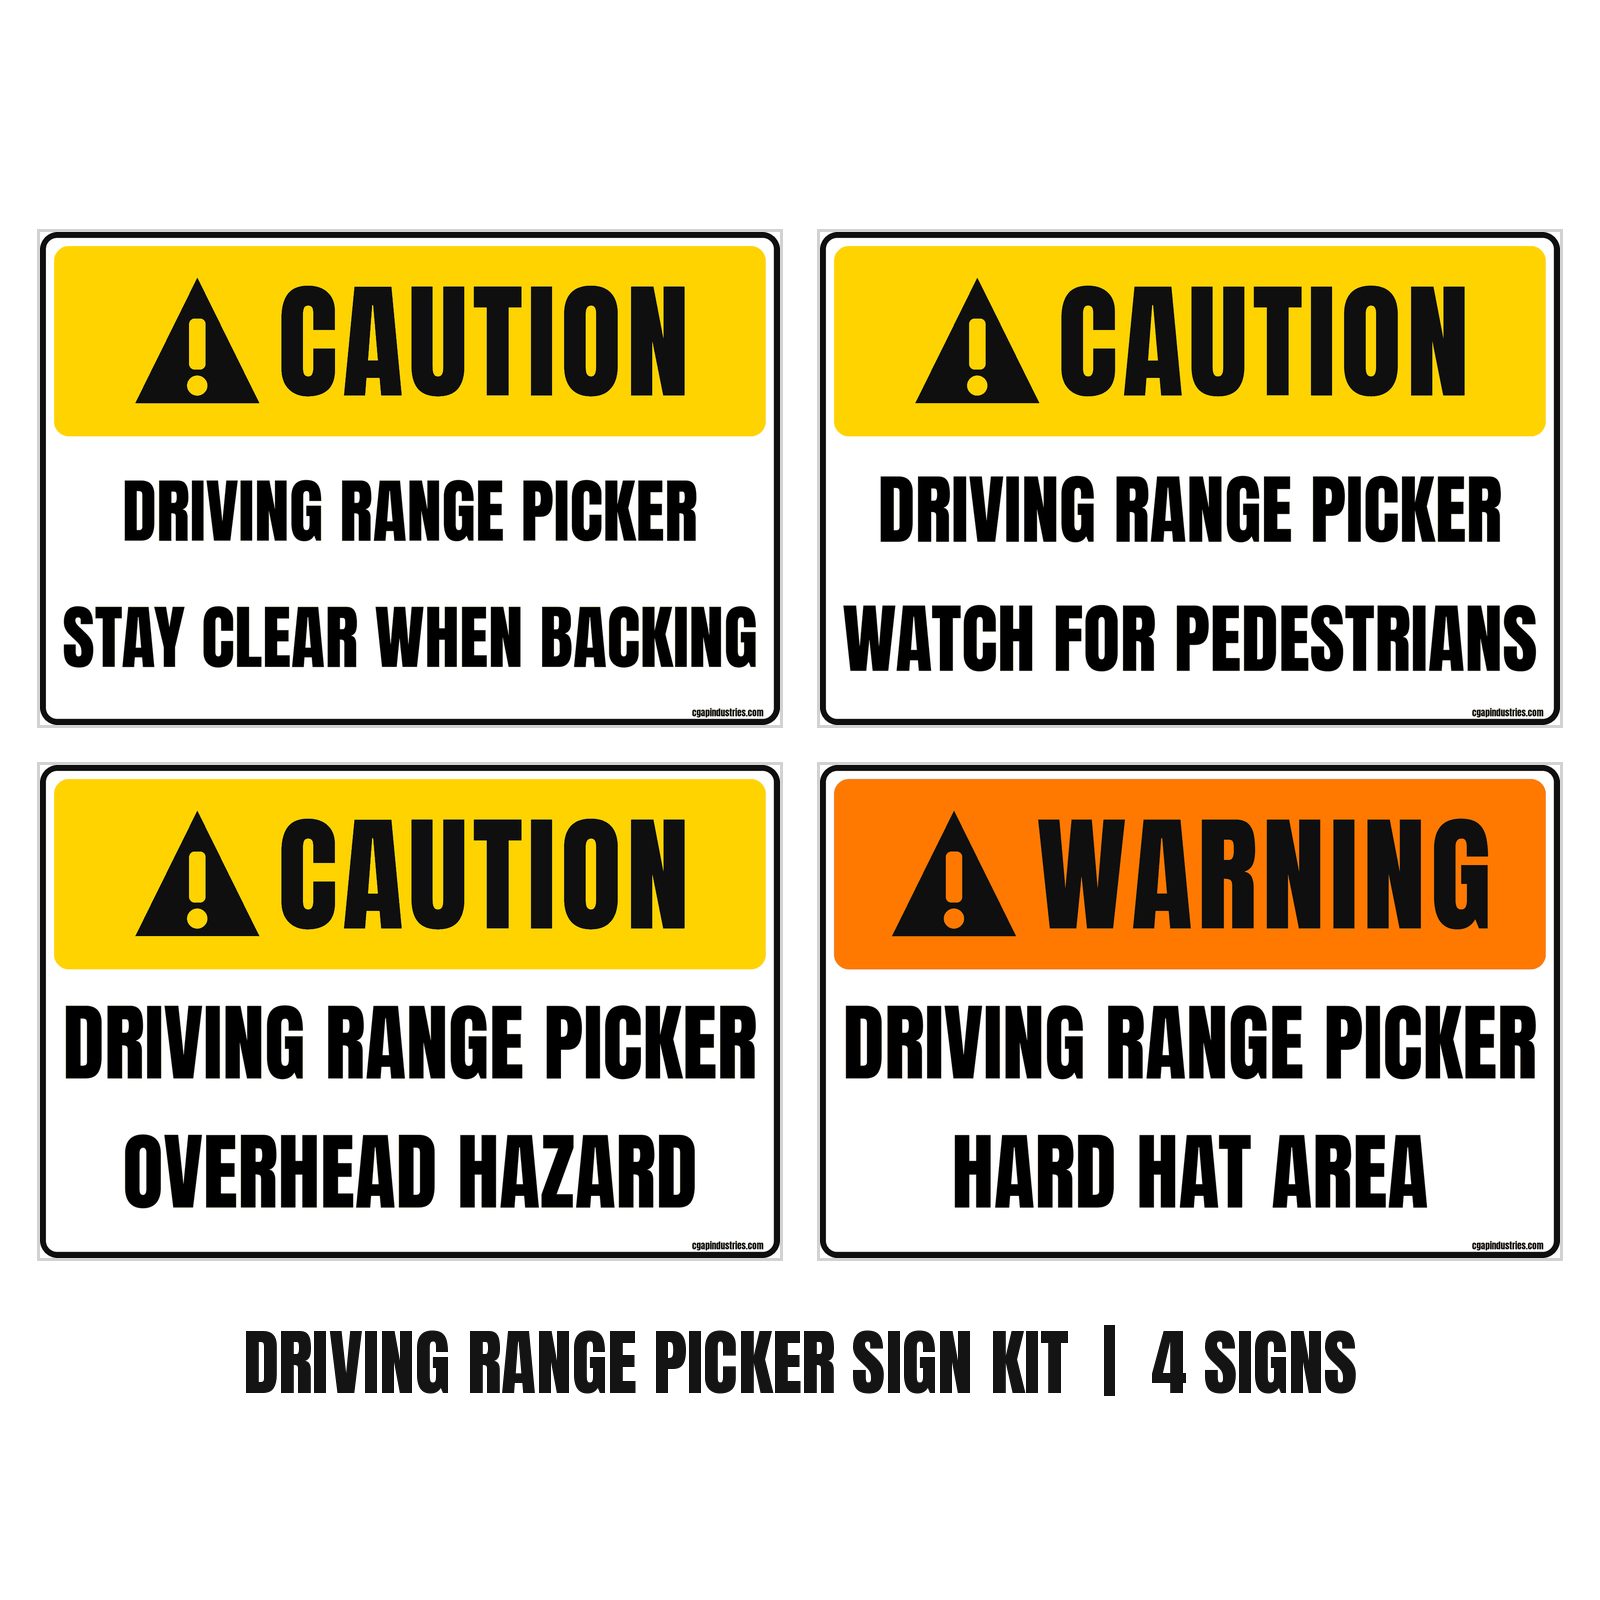 CAUTION
DRIVING RANGE PICKER
STAY CLEAR WHEN BACKING
cgapindustries.com
CAUTION
DRIVING RANGE PICKER
WATCH FOR PEDESTRIANS
cgapindustries.com
CAUTION
DRIVING RANGE PICKER
OVERHEAD HAZARD
cgapindustries.com
WARNING
DRIVING RANGE PICKER
HARD HAT AREA
cgapindustries.com
DRIVING RANGE PICKER SIGN KIT | 4 SIGNS